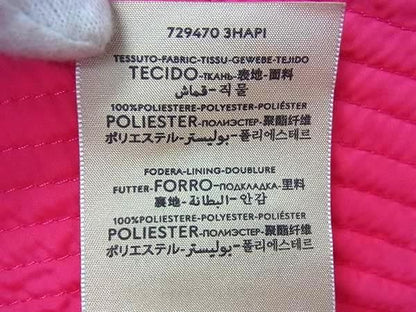 729470 3HAPI
TESSUTO-FABRIC-TISSU-GEWEBE-TEJIDO
TECIDO-ТКАНЬ-表地-面料
قماش-직물
100%POLIESTERE-POLYESTER-POLIÉSTER
POLIESTER-ПОЛИЭСТЕР-聚酯纤维
ポリエステル-بوليستر-폴리에스테르
FODERA-LINING-DOUBLURE
FUTTER-FORRO-ПОДКЛАДКА-里料
裏地-البطانة-안감
100%POLIESTERE-POLYESTER-POLIÉSTER
POLIESTER-ПОЛИЭСТЕР-聚酯纤维
ポリエステル-بوليستر-폴리에스테르